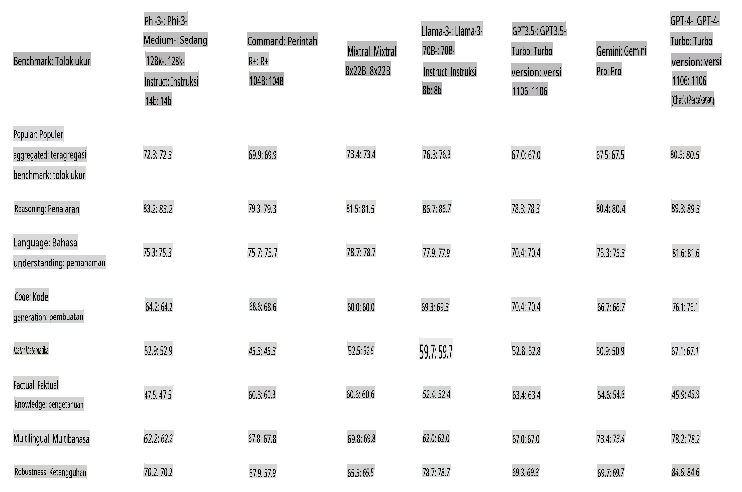 Phi-3-: Phi-3-
Medium-: Sedang
128k-: 128k-
Instruct: Instruksi
14b: 14b
Command: Perintah
R+: R+
104B: 104B
Mixtral: Mixtral
8x22B: 8x22B
Llama-3-: Llama-3-
70B-: 70B-
Instruct: Instruksi
8b: 8b
GPT3.5-: GPT3.5-
Turbo: Turbo
version: versi
1106: 1106
Gemini: Gemini
Pro: Pro
GPT-4-: GPT-4-
Turbo: Turbo
version: versi
1106: 1106
Benchmark: Tolok ukur
Popular: Populer
aggregated: teragregasi
benchmark: tolok ukur
72.3: 72.3 69.9: 69.9 73.4: 73.4 76.3: 76.3 67.0: 67.0 67.5: 67.5 80.5: 80.5
Reasoning: Penalaran 83.2: 83.2 79.3: 79.3 81.5: 81.5 86.7: 86.7 78.3: 78.3 80.4: 80.4 89.3: 89.3
Language: Bahasa
understanding: pemahaman
75.3: 75.3 75.7: 75.7 78.7: 78.7 77.9: 77.9 70.4: 70.4 75.3: 75.3 81.6: 81.6
Code: Kode
generation: pembuatan
64.2: 64.2 68.6: 68.6 60.0: 60.0 69.3: 69.3 70.4: 70.4 66.7: 66.7 76.1: 76.1
52.9: 52.9 45.3: 45.3 52.5: 52.5 59.7: 59.7 52.8: 52.8 50.9: 50.9 67.1: 67.1
Factual: Faktual
knowledge: pengetahuan
47.5: 47.5 60.3: 60.3 60.6: 60.6 52.4: 52.4 63.4: 63.4 54.6: 54.6 45.9: 45.9
Multilingual: Multibahasa 62.2: 62.2 67.8: 67.8 69.8: 69.8 62.0: 62.0 67.0: 67.0 73.4: 73.4 78.2: 78.2
Robustness: Ketangguhan 70.2: 70.2 57.9: 57.9 65.5: 65.5 78.7: 78.7 69.3: 69.3 69.7: 69.7 84.6: 84.6